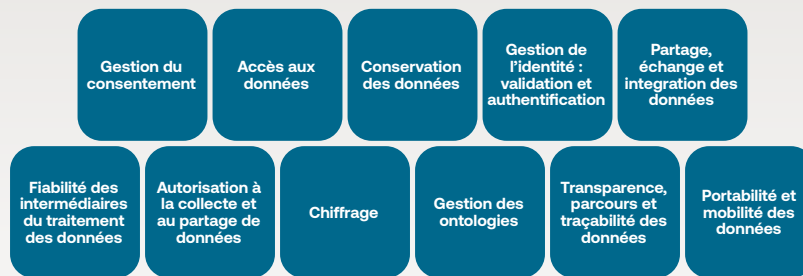 Gestion du
consentement
Accès aux
données
Conservation
des données
Gestion de
l'identité :
validation et
authentification
Partage,
échange et
integration des
données
Fiabilité des
intermédiaires
du traitement
des données
Autorisation à
la collecte et
au partage de
données
Chiffrage
Gestion des
ontologies
Transparence,
parcours et
traçabilité des
données
Portabilité et
mobilité des
données